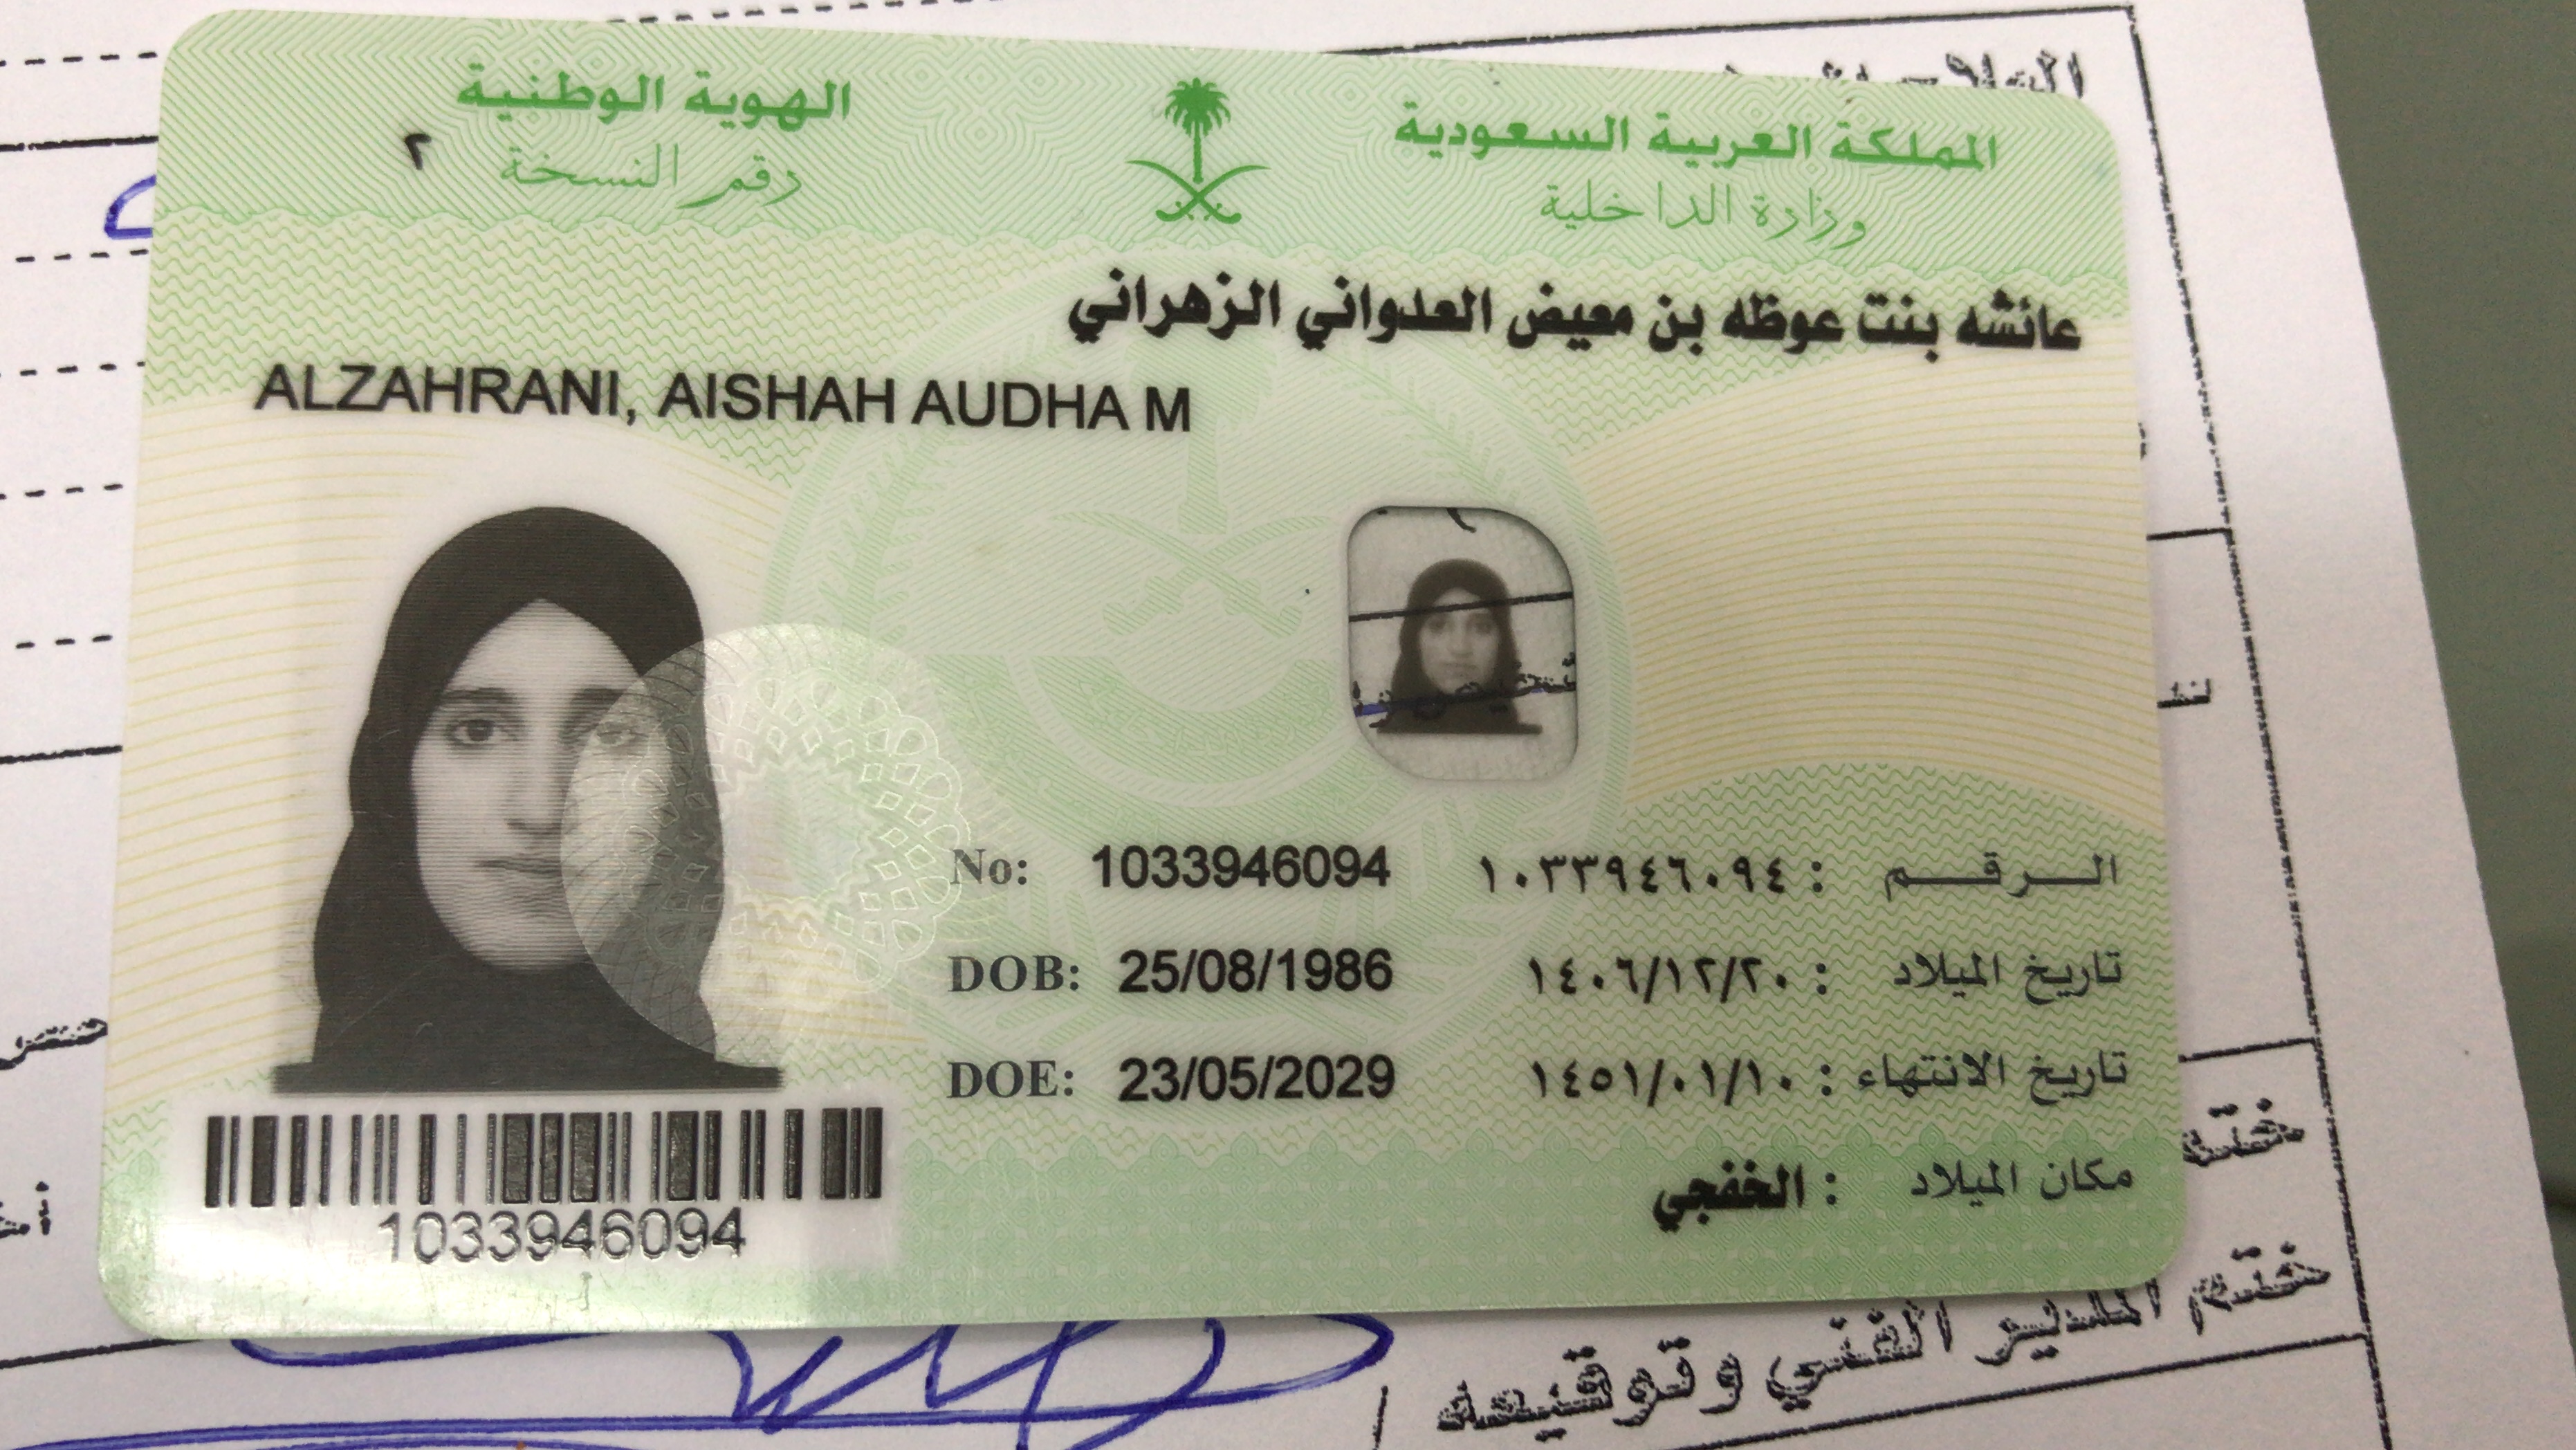 المملكة العربية السعودية
وزارة الداخلية
الهوية الوطنية
رقم النسخة ٢
عائشه بنت عوظه بن معيض العدواني الزهراني
ALZAHRANI, AISHAH AUDHA M
No: 1033946094 الرقم : ١٠٣٣٩٤٦٠٩٤
DOB: 25/08/1986 تاريخ الميلاد : ١٤٠٦/١٢/٢٠
DOE: 23/05/2029 تاريخ الانتهاء : ١٤٥١/٠١/١٠
مكان الميلاد : الخفجي
1033946094
ختم المدير الفني وتوقيعه